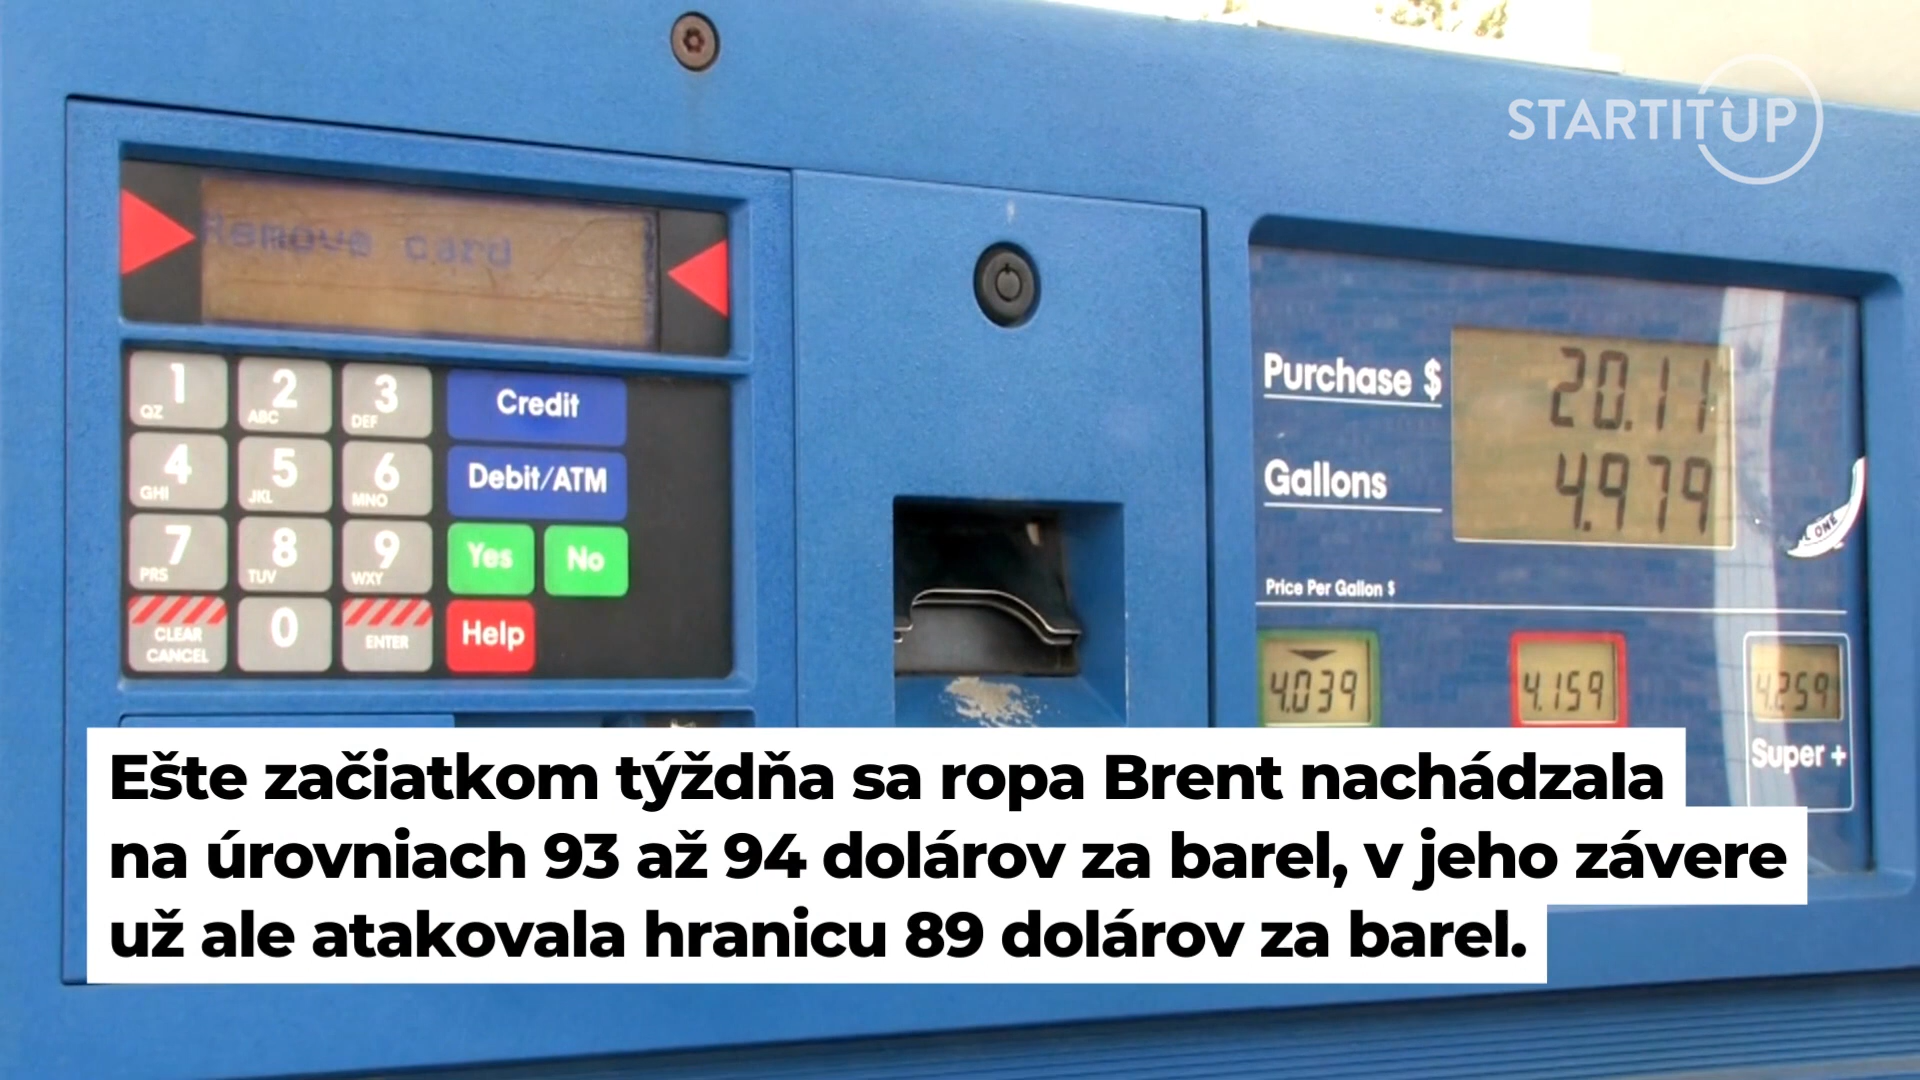 STARTITUP
Remove card
1 QZ
2 ABC
3 DEF
Credit
4 GHI
5 JKL
6 MNO
Debit/ATM
7 PRS
8 TUV
9 WXY
Yes
No
CLEAR
CANCEL
0
ENTER
Help
Purchase $
20.11
Gallons
4.979
Price Per Gallon $
4.039
4.159
4.259
Super +
Ešte začiatkom týždňa sa ropa Brent nachádzala
na úrovniach 93 až 94 dolárov za barel, v jeho závere
už ale atakovala hranicu 89 dolárov za barel.